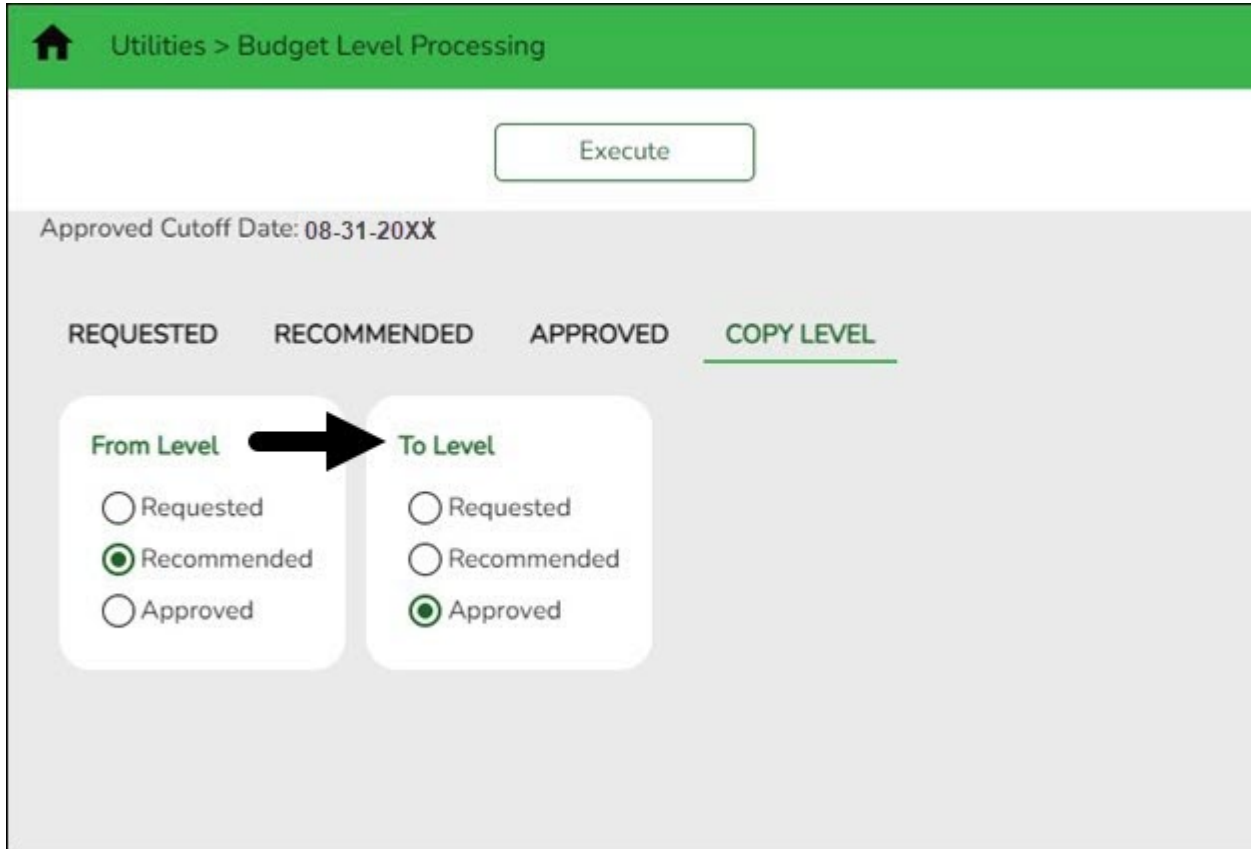 Utilities > Budget Level Processing
Execute
Approved Cutoff Date: 08-31-20XX
REQUESTED RECOMMENDED APPROVED COPY LEVEL
From Level To Level
Requested Requested
Recommended Recommended
Approved Approved